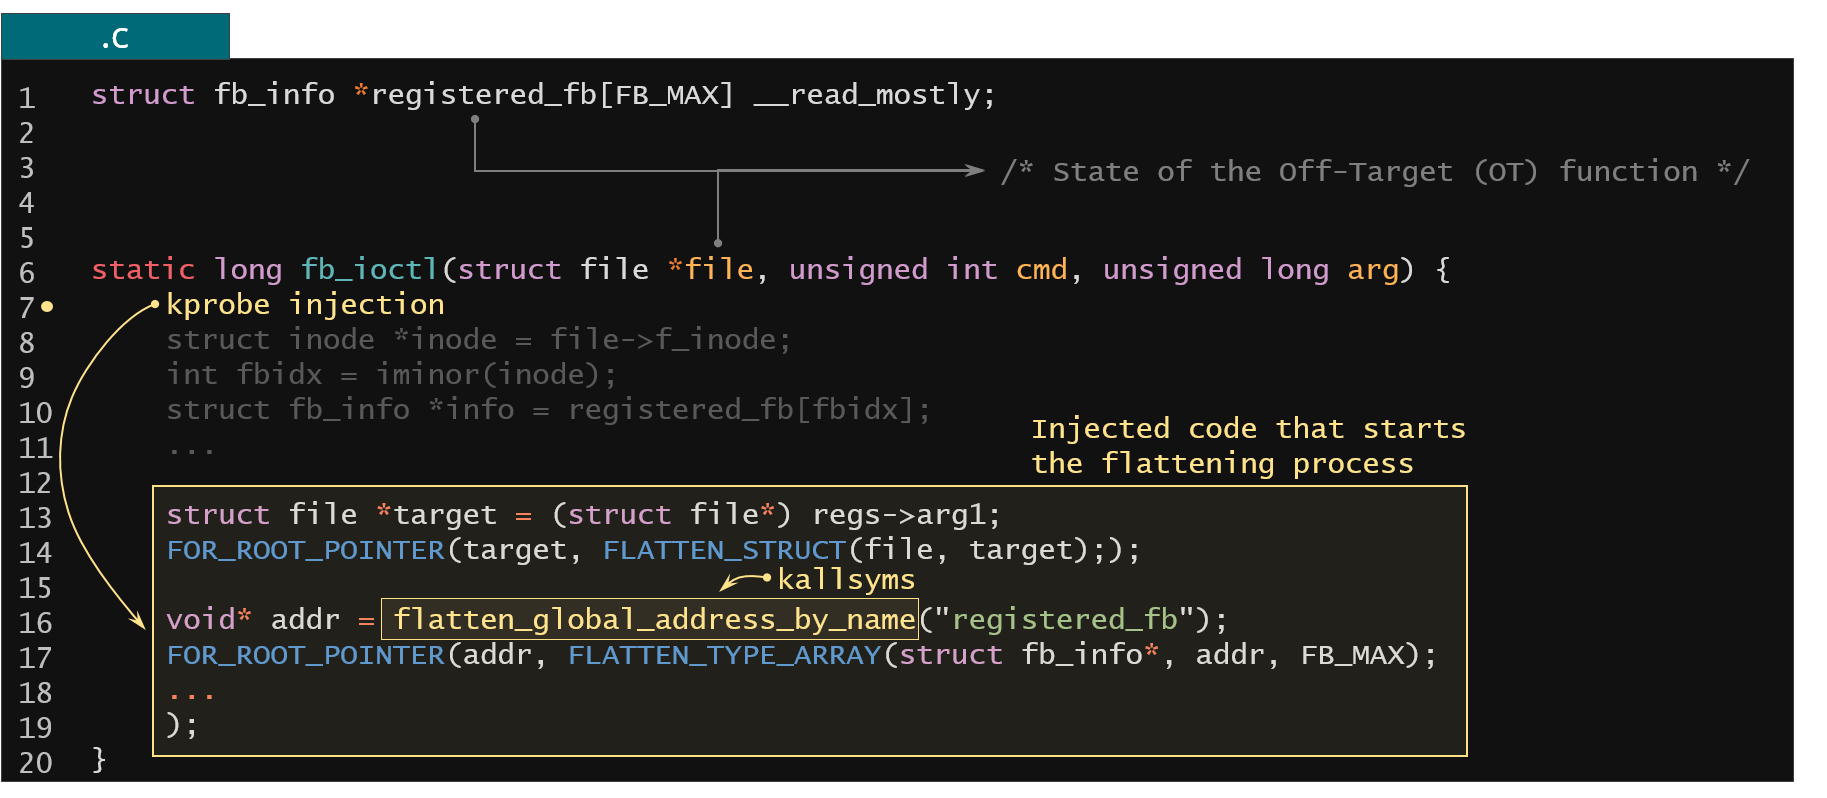 .C
1 struct fb_info *registered_fb[FB_MAX] __read_mostly;
2
3 /* State of the Off-Target (OT) function */
4
5
6 static long fb_ioctl(struct file *file, unsigned int cmd, unsigned long arg) {
7 kprobe injection
8 struct inode *inode = file->f_inode;
9 int fbidx = iminor(inode);
10 struct fb_info *info = registered_fb[fbidx];
11 ...
Injected code that starts
the flattening process
12
13 struct file *target = (struct file*) regs->arg1;
14 FOR_ROOT_POINTER(target, FLATTEN_STRUCT(file, target););
15 kallsyms
16 void* addr = flatten_global_address_by_name("registered_fb");
17 FOR_ROOT_POINTER(addr, FLATTEN_TYPE_ARRAY(struct fb_info*, addr, FB_MAX);
18 ...
19 );
20 }